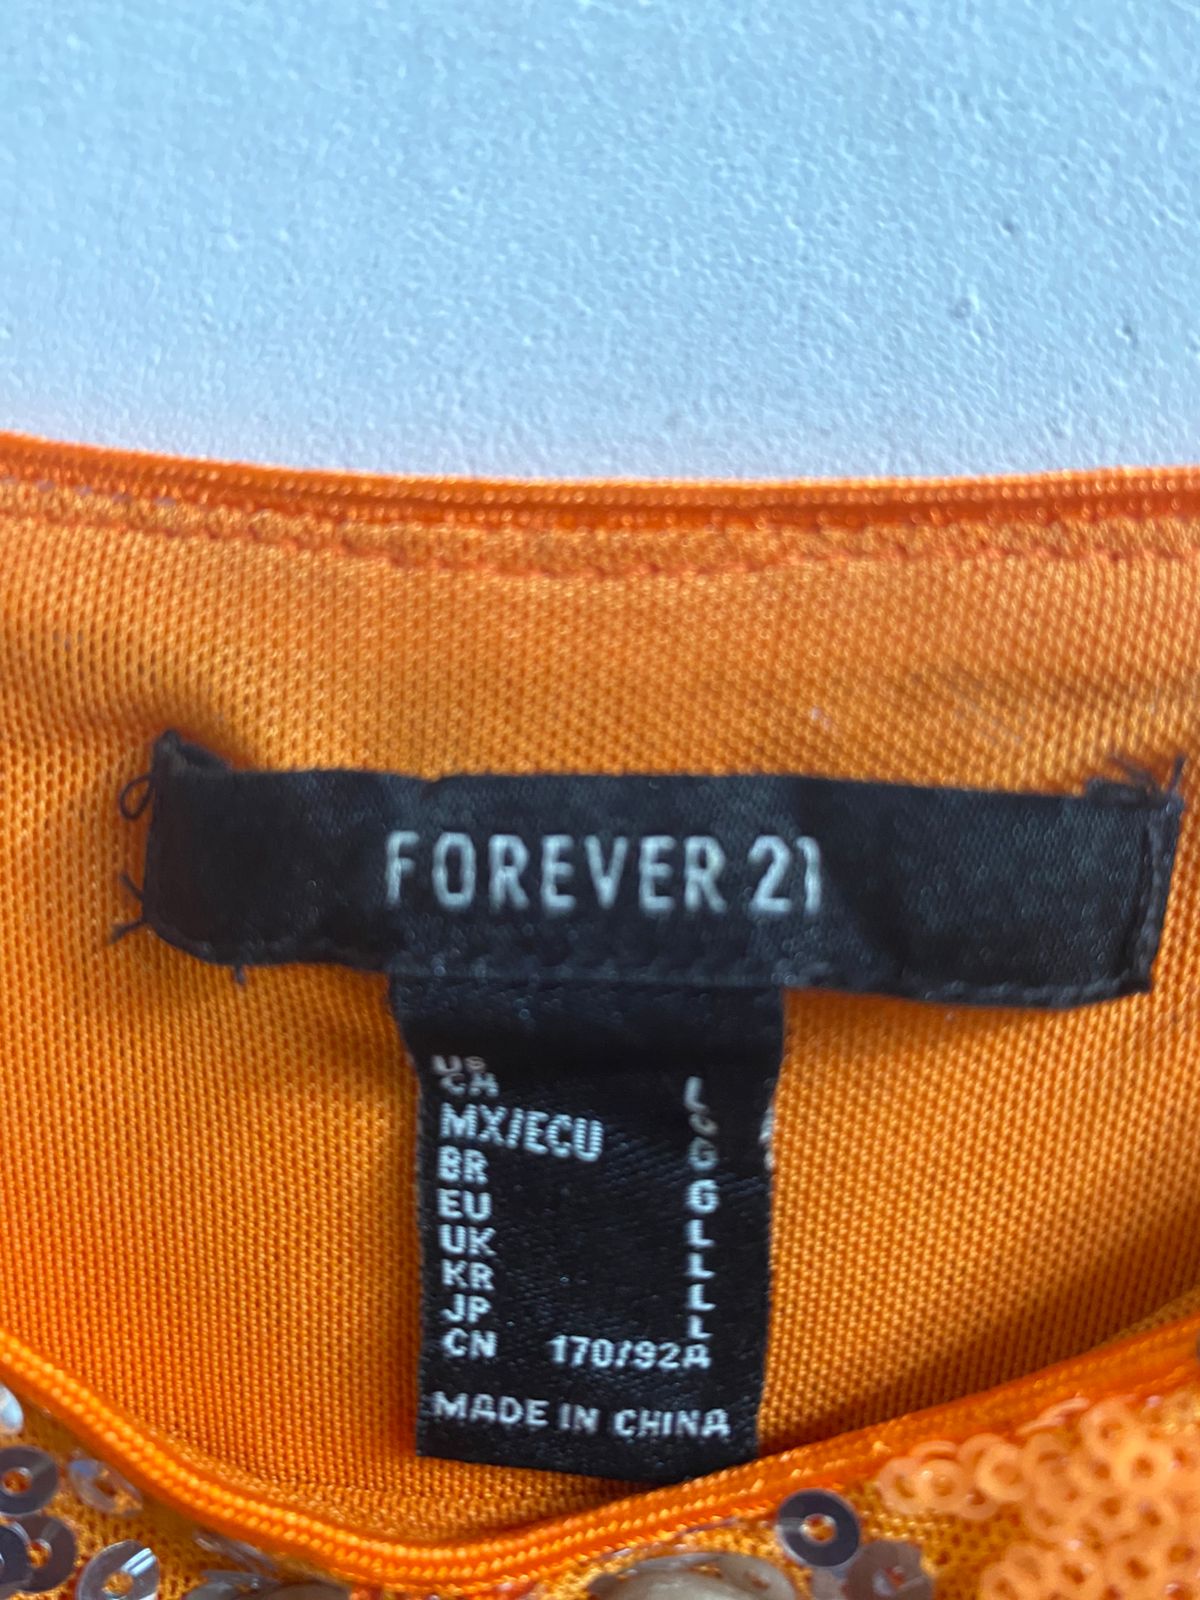 FOREVER 21
US L
CA
MX/ECU G
BR G
EU L
UK L
KR L
JP L
CN 170/92A
MADE IN CHINA